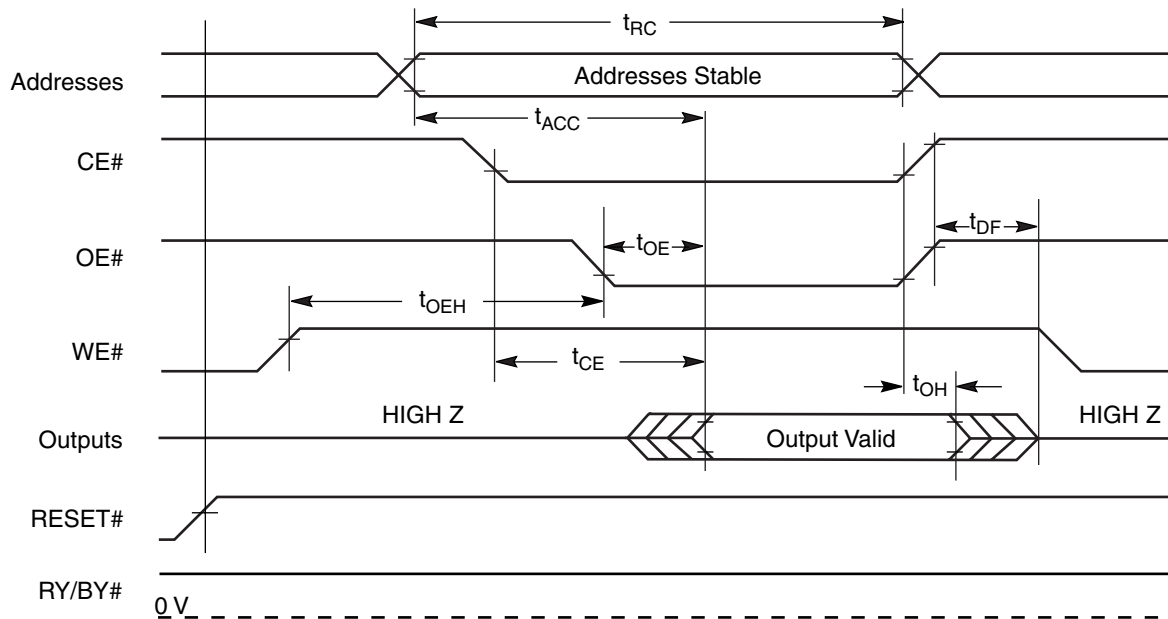 tRC
Addresses
Addresses Stable
tACC
CE#
tDF
OE#
tOE
tOEH
WE#
tCE
tOH
HIGH Z
HIGH Z
Outputs
Output Valid
RESET#
RY/BY#
0 V